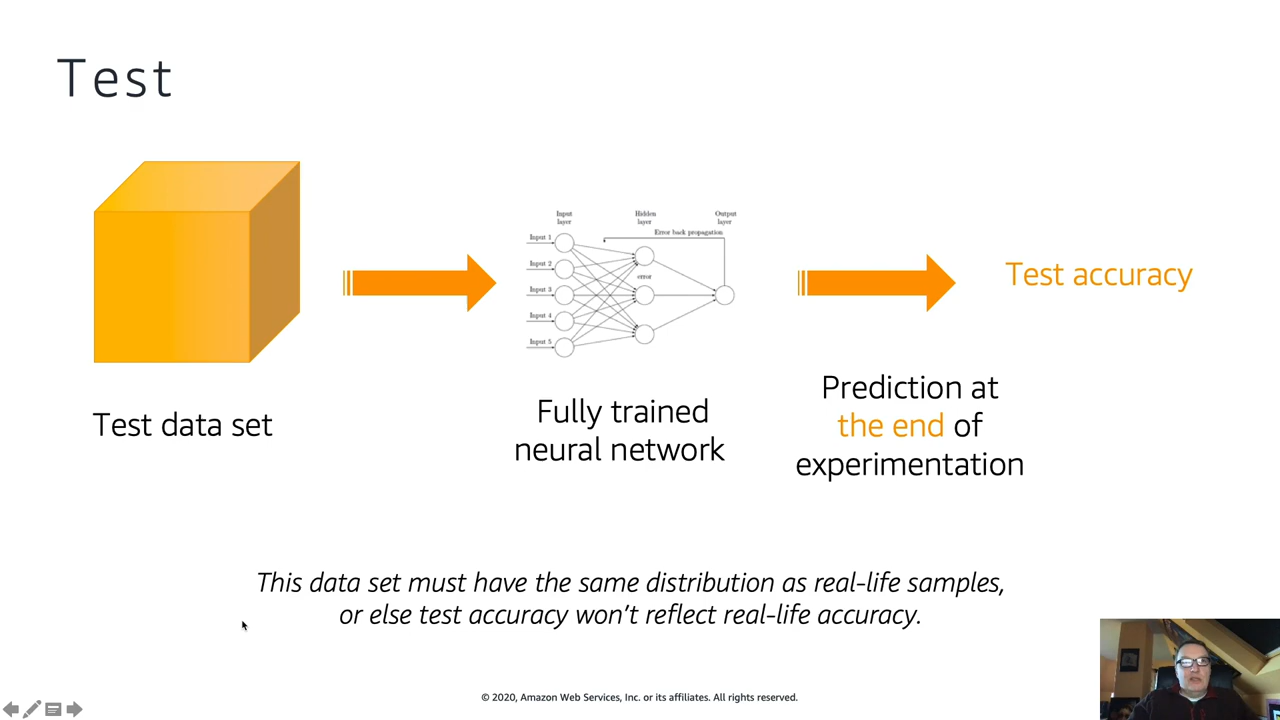 Test
Input
layer
Hidden
layer
Output
layer
Error back propagation
Input 1
Input 2
error
Input 3
Input 4
Input 5
Test accuracy
Test data set
Fully trained
neural network
Prediction at
the end of
experimentation
This data set must have the same distribution as real-life samples,
or else test accuracy won't reflect real-life accuracy.
© 2020, Amazon Web Services, Inc. or its affiliates. All rights reserved.